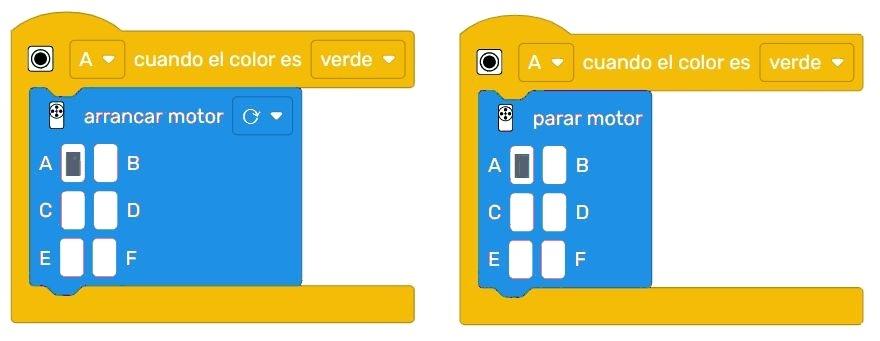 A cuando el color es verde
arrancar motor
A B
C D
E F
A cuando el color es verde
parar motor
A B
C D
E F